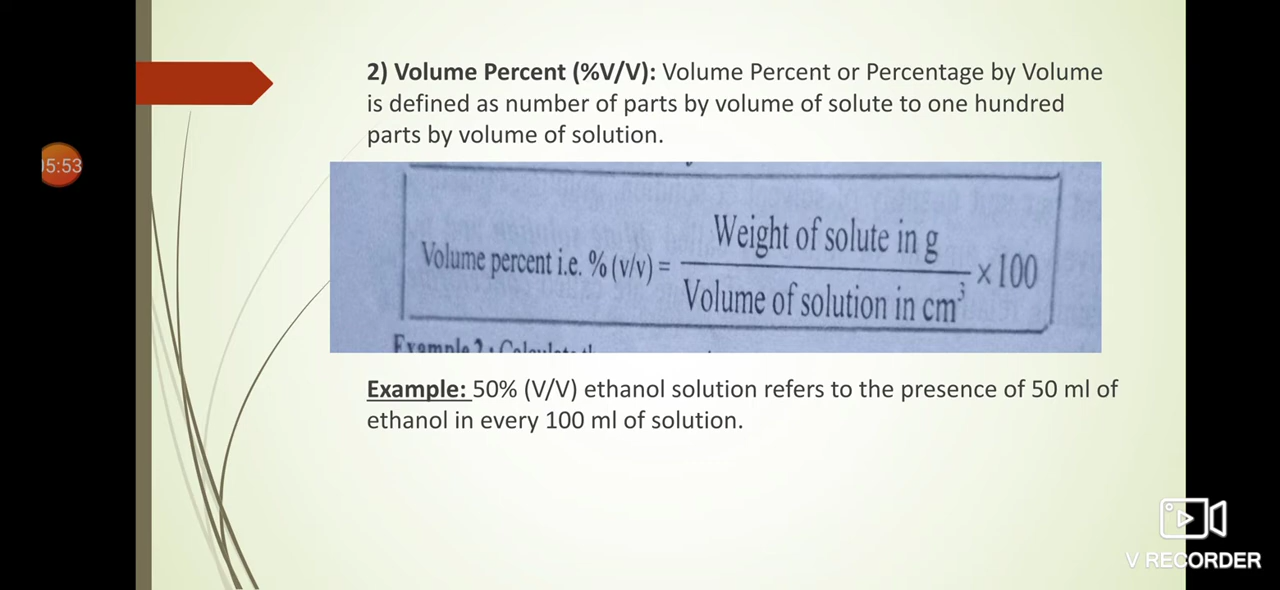 2) Volume Percent (%V/V): Volume Percent or Percentage by Volume
is defined as number of parts by volume of solute to one hundred
parts by volume of solution.
15:53
Volume percent i.e. % (v/v) = Weight of solute in g / Volume of solution in cm³ × 100
Example: 50% (V/V) ethanol solution refers to the presence of 50 ml of
ethanol in every 100 ml of solution.
V RECORDER